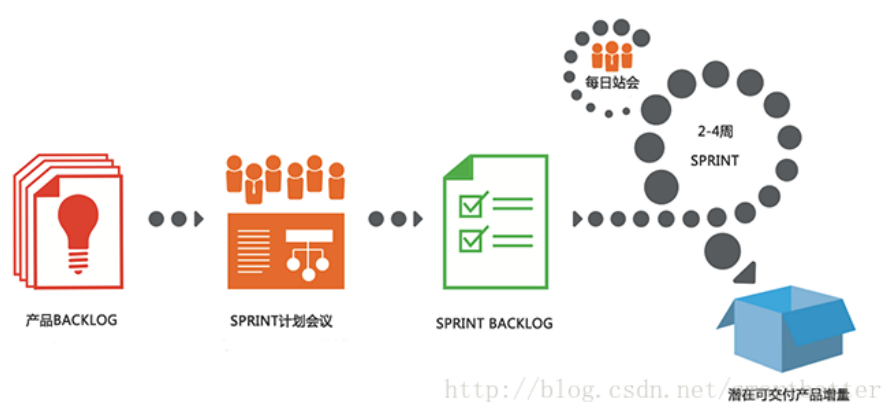 每日站会
2-4周
SPRINT
产品BACKLOG
SPRINT计划会议
SPRINT BACKLOG
潜在可交付产品增量
http://blog.csdn.net/